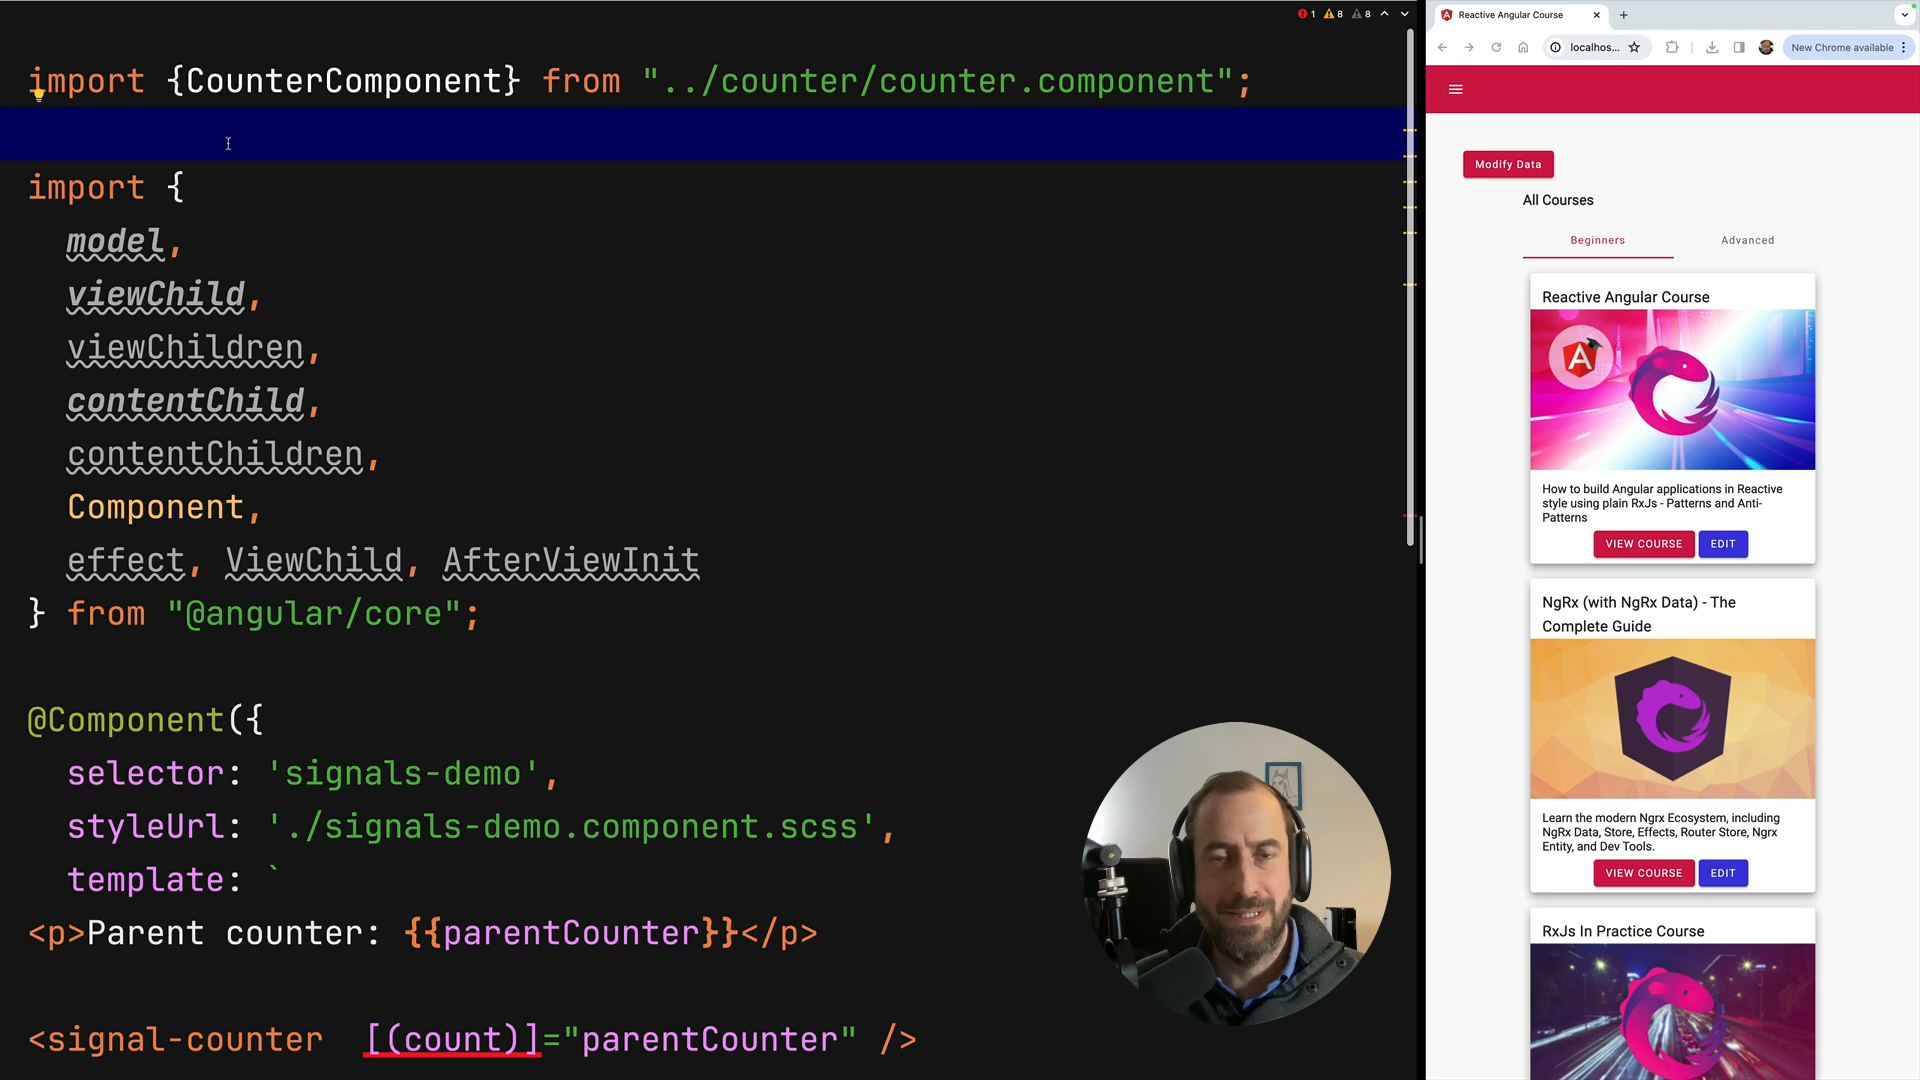 1 8 8
import {CounterComponent} from "../counter/counter.component";
import {
model,
viewChild,
viewChildren,
contentChild,
contentChildren,
Component,
effect, ViewChild, AfterViewInit
} from "@angular/core";
@Component({
selector: 'signals-demo',
styleUrl: './signals-demo.component.scss',
template: `
<p>Parent counter: {{parentCounter}}</p>
<signal-counter [(count)]="parentCounter" />
Reactive Angular Course
localhos...
New Chrome available
Modify Data
All Courses
Beginners Advanced
Reactive Angular Course
A
How to build Angular applications in Reactive
style using plain RxJs - Patterns and Anti-
Patterns
VIEW COURSE EDIT
NgRx (with NgRx Data) - The
Complete Guide
Learn the modern Ngrx Ecosystem, including
NgRx Data, Store, Effects, Router Store, Ngrx
Entity, and Dev Tools.
VIEW COURSE EDIT
RxJs In Practice Course